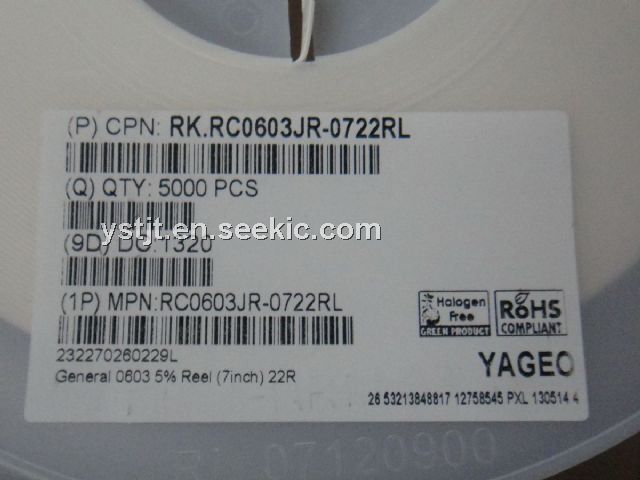 (P) CPN: RK.RC0603JR-0722RL
(Q) QTY: 5000 PCS
ystjt.en.seekic.com
(9D) DC:1320
(1P) MPN:RC0603JR-0722RL
Halogen
Free
GREEN PRODUCT
RoHS
COMPLIANT
232270260229L
General 0603 5% Reel (7inch) 22R
YAGEO
26 53213848817 12758545 PXL 130514 4
07120900